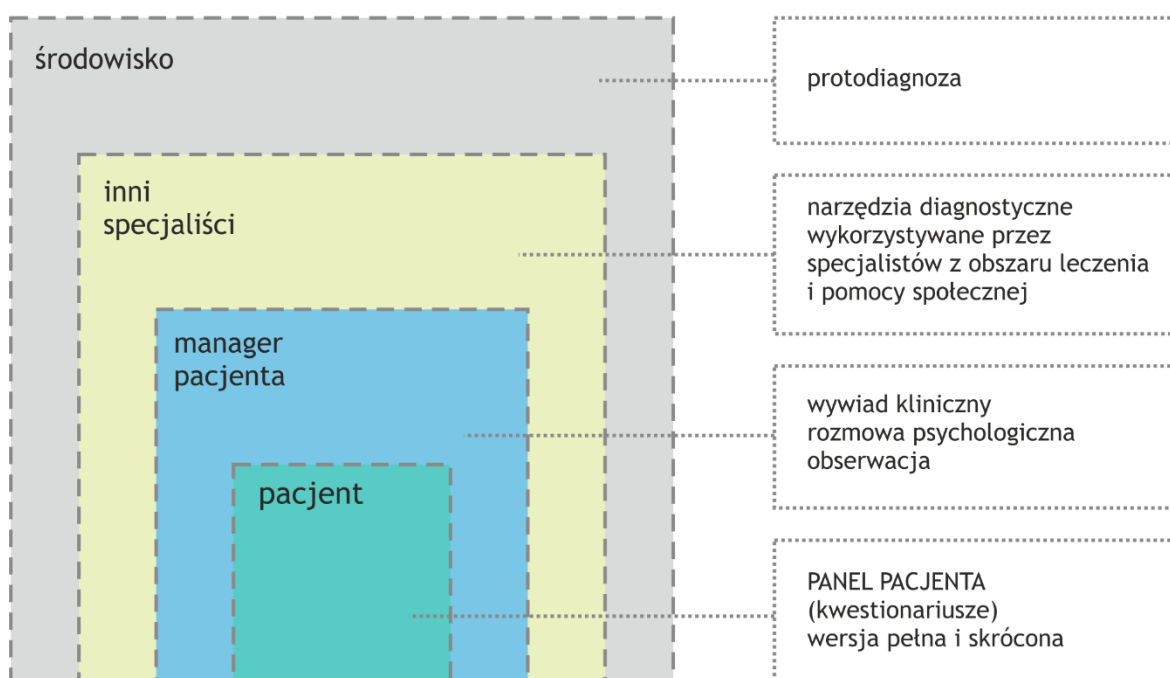 środowisko
protodiagnoza
inni
specjaliści
narzędzia diagnostyczne
wykorzystywane przez
specjalistów z obszaru leczenia
i pomocy społecznej
manager
pacjenta
wywiad kliniczny
rozmowa psychologiczna
obserwacja
pacjent
PANEL PACJENTA
(kwestionariusze)
wersja pełna i skrócona